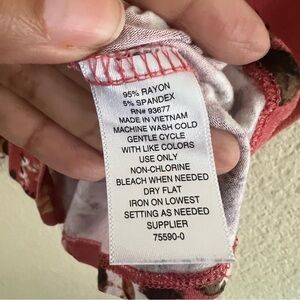 95% RAYON
5% SPANDEX
RN# 93677
MADE IN VIETNAM
MACHINE WASH COLD
GENTLE CYCLE
WITH LIKE COLORS
USE ONLY
NON-CHLORINE
BLEACH WHEN NEEDED
DRY FLAT
IRON ON LOWEST
SETTING AS NEEDED
SUPPLIER
75590-0